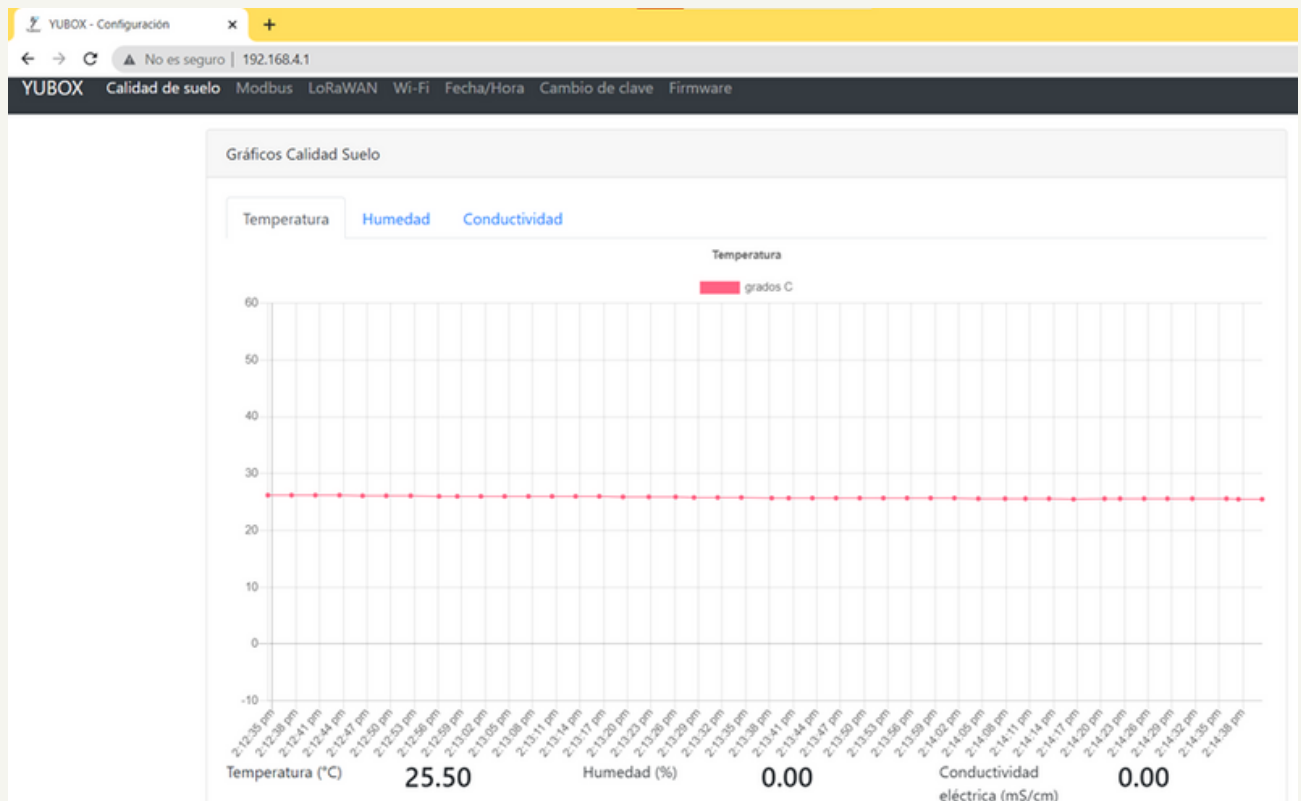 YUBOX - Configuración
No es seguro | 192.168.4.1
YUBOX Calidad de suelo Modbus LoRaWAN Wi-Fi Fecha/Hora Cambio de clave Firmware
Gráficos Calidad Suelo
Temperatura Humedad Conductividad
Temperatura
grados C
60
50
40
30
20
10
0
-10
2:12:35 pm 2:12:38 pm 2:12:41 pm 2:12:44 pm 2:12:47 pm 2:12:50 pm 2:12:53 pm 2:12:56 pm 2:12:59 pm 2:13:02 pm 2:13:05 pm 2:13:08 pm 2:13:11 pm 2:13:14 pm 2:13:17 pm 2:13:20 pm 2:13:23 pm 2:13:26 pm 2:13:29 pm 2:13:32 pm 2:13:35 pm 2:13:38 pm 2:13:41 pm 2:13:44 pm 2:13:47 pm 2:13:50 pm 2:13:53 pm 2:13:56 pm 2:13:59 pm 2:14:02 pm 2:14:05 pm 2:14:08 pm 2:14:11 pm 2:14:14 pm 2:14:17 pm 2:14:20 pm 2:14:23 pm 2:14:26 pm 2:14:29 pm 2:14:32 pm 2:14:35 pm 2:14:38 pm
Temperatura (°C) 25.50 Humedad (%) 0.00 Conductividad 0.00
eléctrica (mS/cm)